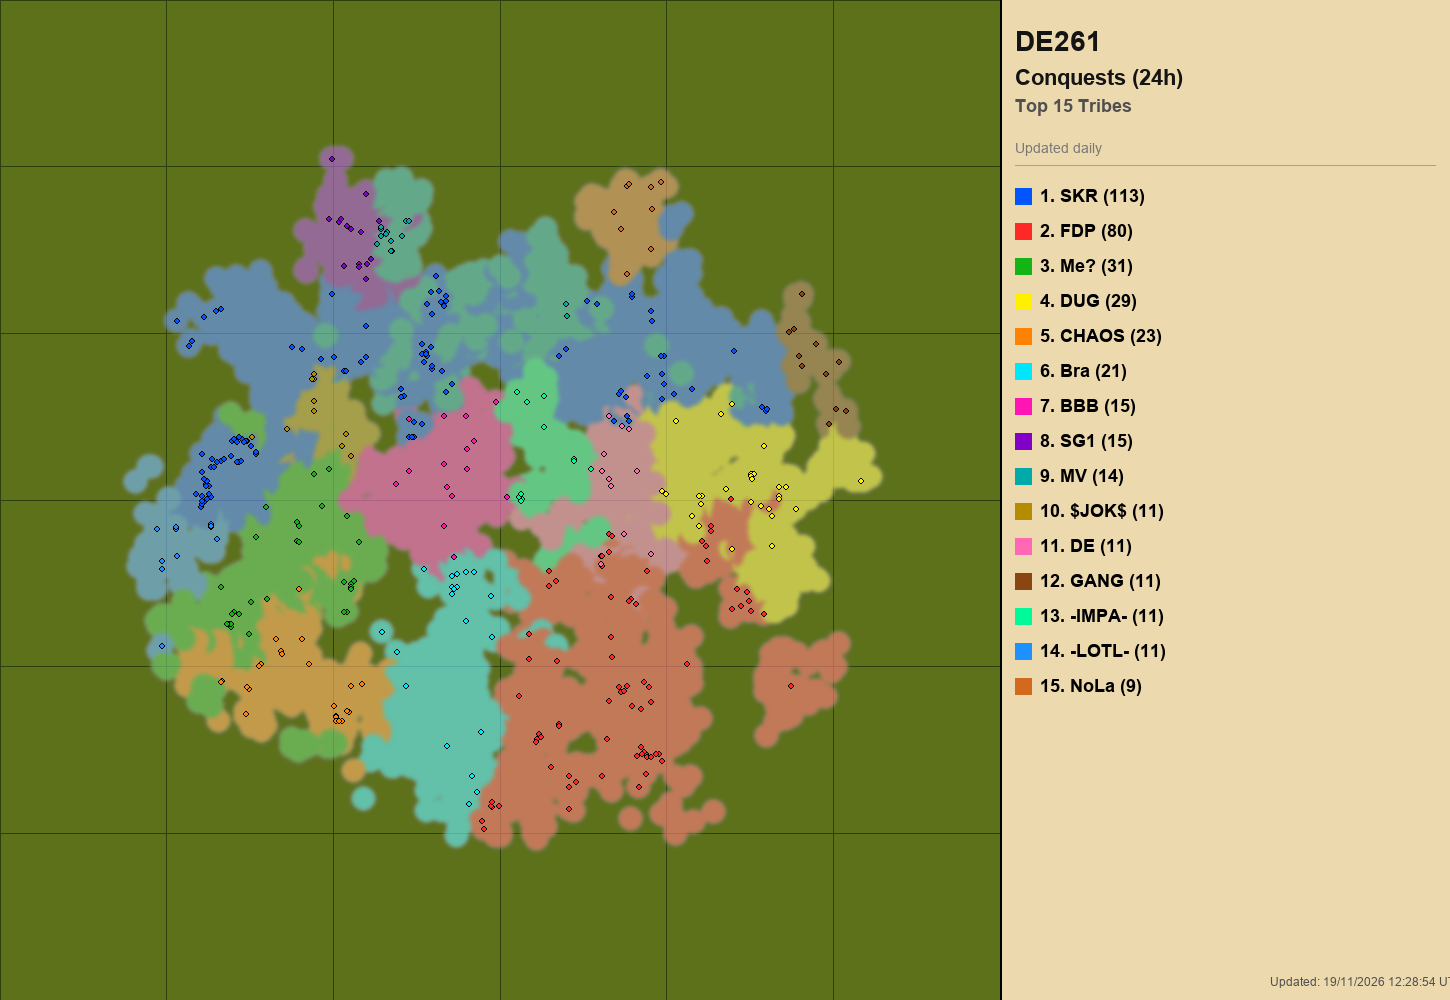 DE261
Conquests (24h)
Top 15 Tribes
Updated daily
1. SKR (113)
2. FDP (80)
3. Me? (31)
4. DUG (29)
5. CHAOS (23)
6. Bra (21)
7. BBB (15)
8. SG1 (15)
9. MV (14)
10. $JOK$ (11)
11. DE (11)
12. GANG (11)
13. -IMPA- (11)
14. -LOTL- (11)
15. NoLa (9)
Updated: 19/11/2026 12:28:54 U